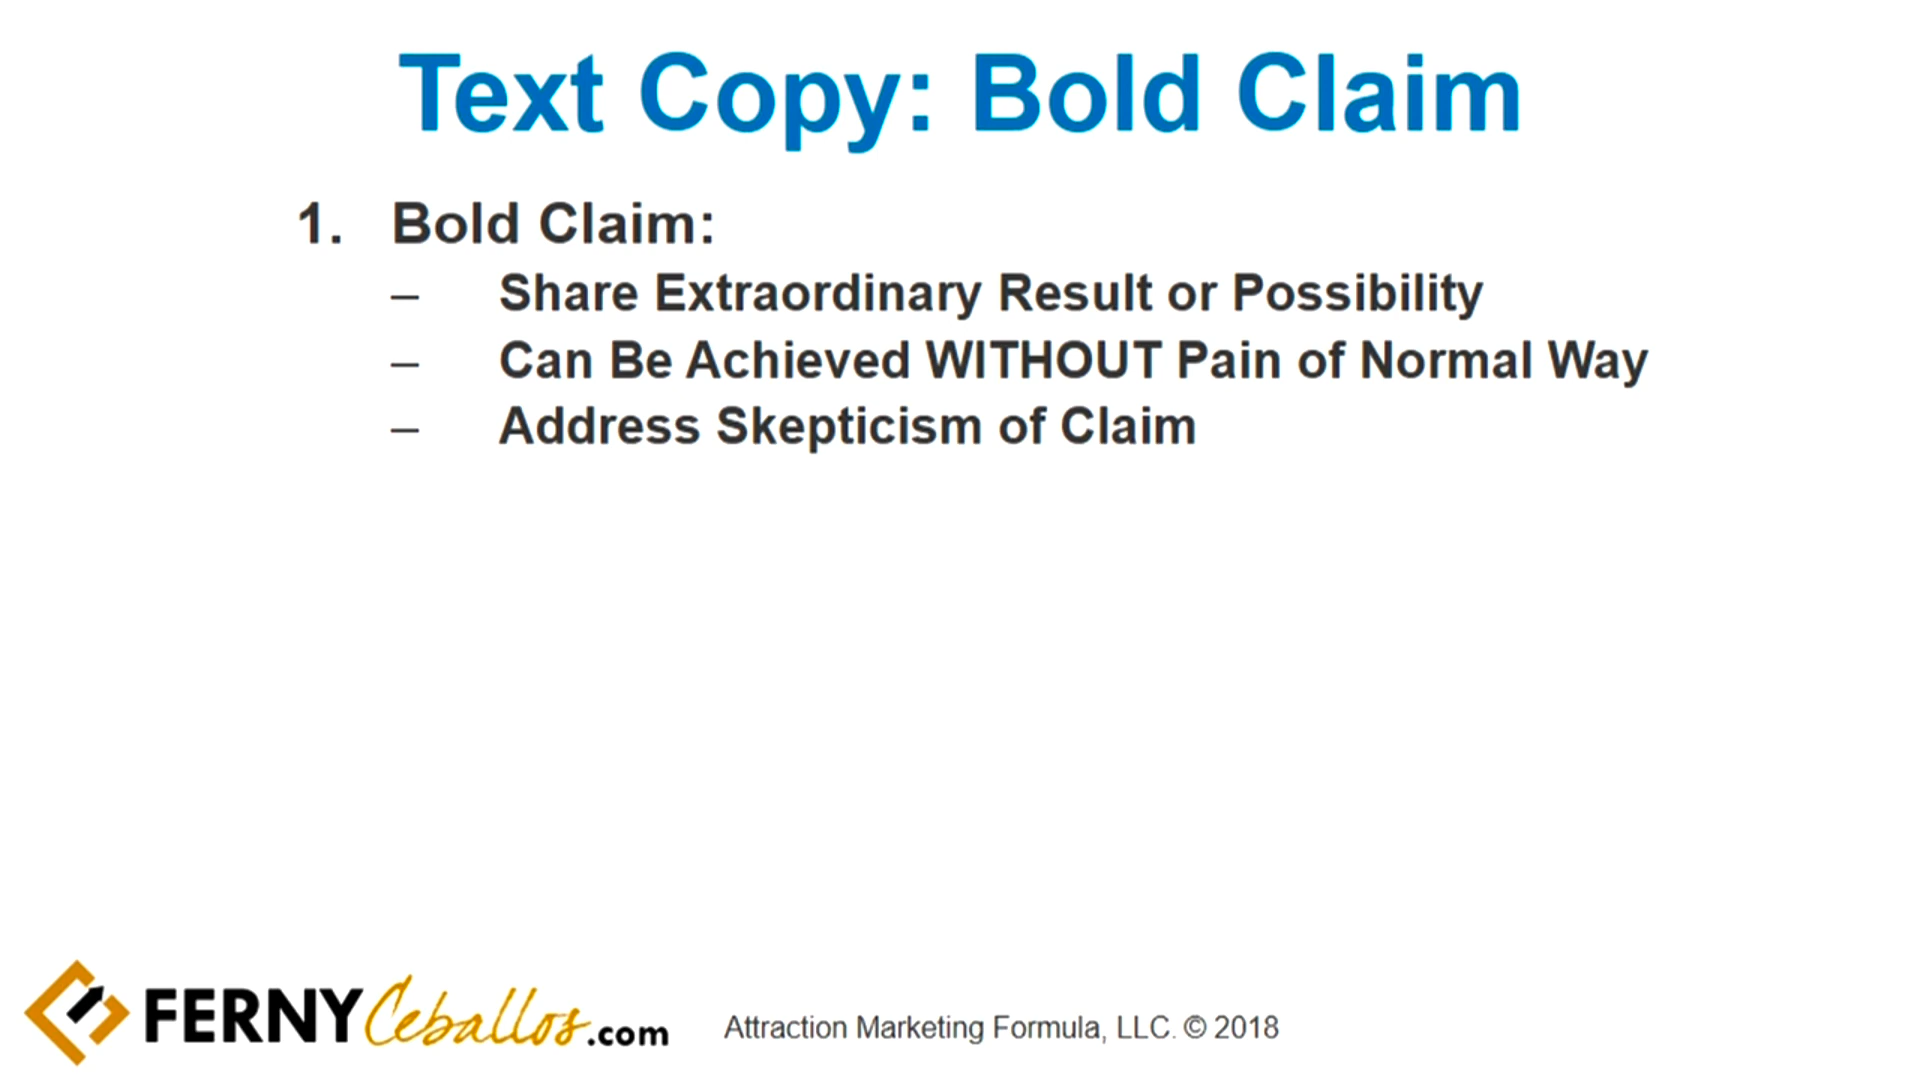 Text Copy: Bold Claim
1. Bold Claim:
– Share Extraordinary Result or Possibility
– Can Be Achieved WITHOUT Pain of Normal Way
– Address Skepticism of Claim
FERNY Ceballos .com
Attraction Marketing Formula, LLC. © 2018